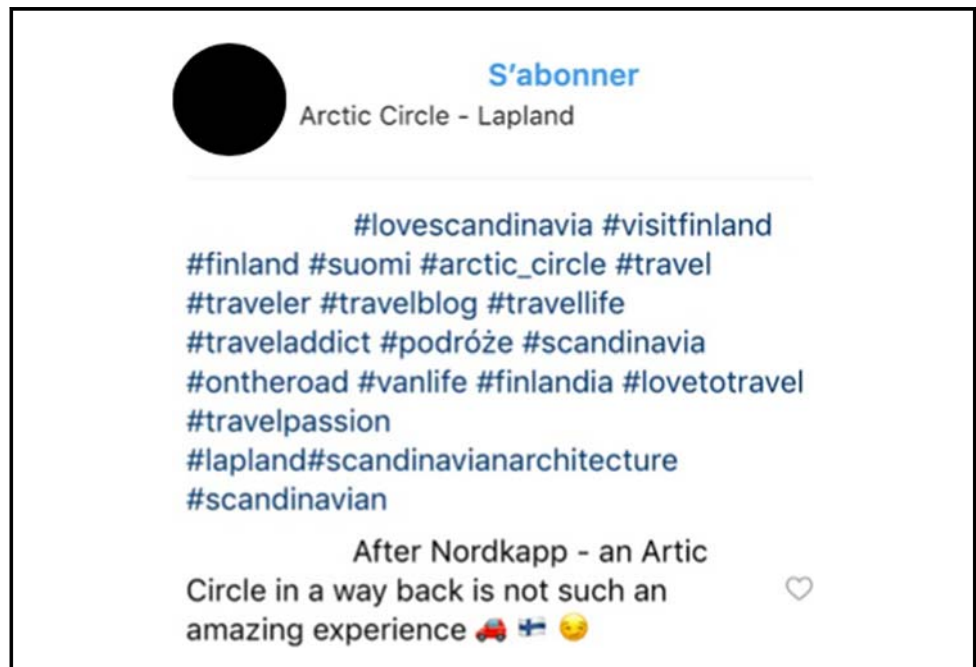 S'abonner
Arctic Circle - Lapland
#lovescandinavia #visitfinland
#finland #suomi #arctic_circle #travel
#traveler #travelblog #travellife
#traveladdict #podróże #scandinavia
#ontheroad #vanlife #finlandia #lovetotravel
#travelpassion
#lapland#scandinavianarchitecture
#scandinavian
After Nordkapp - an Artic
Circle in a way back is not such an
amazing experience 🚗 🇫🇮 😏